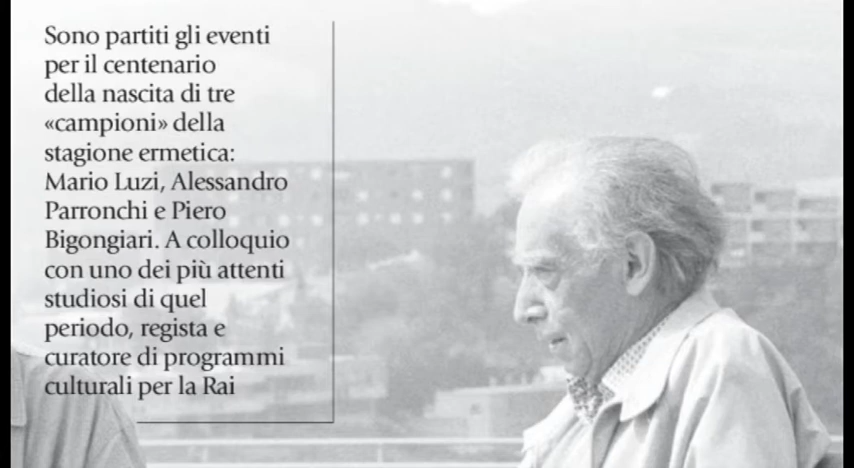 Sono partiti gli eventi
per il centenario
della nascita di tre
«campioni» della
stagione ermetica:
Mario Luzi, Alessandro
Parronchi e Piero
Bigongiari. A colloquio
con uno dei più attenti
studiosi di quel
periodo, regista e
curatore di programmi
culturali per la Rai